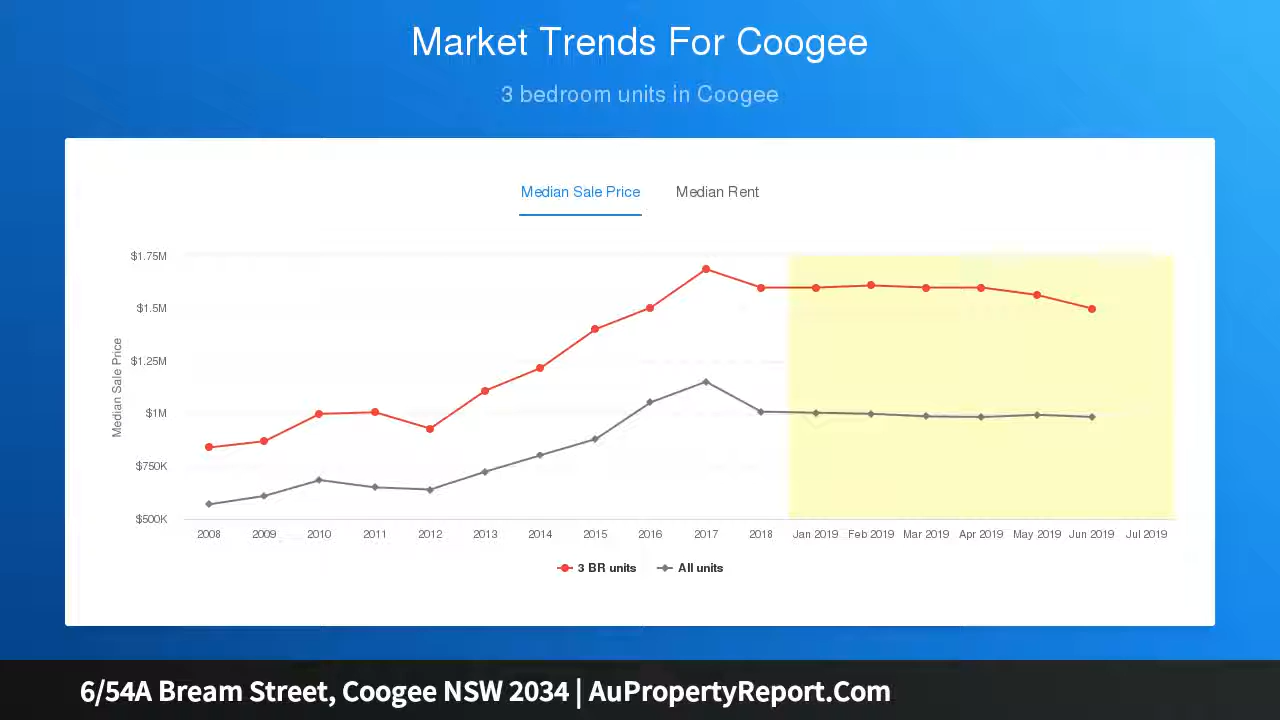 Market Trends For Coogee
3 bedroom units in Coogee
Median Sale Price Median Rent
$1.75M
$1.5M
$1.25M
$1M
$750K
$500K
Median Sale Price
2008 2009 2010 2011 2012 2013 2014 2015 2016 2017 2018 Jan 2019 Feb 2019 Mar 2019 Apr 2019 May 2019 Jun 2019 Jul 2019
3 BR units All units
6/54A Bream Street, Coogee NSW 2034 | AuPropertyReport.Com